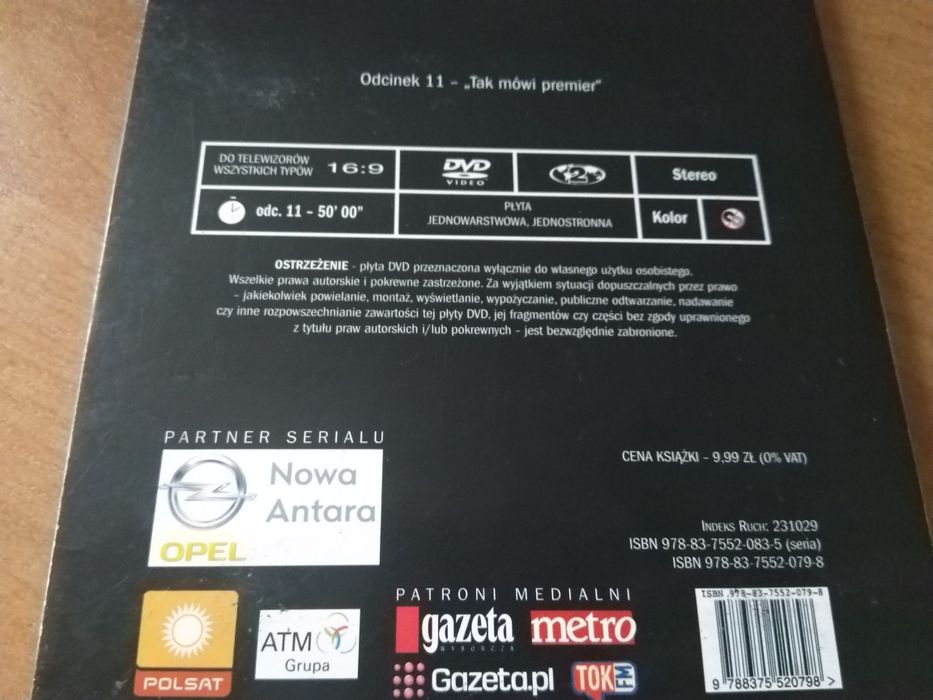 Odcinek 11 – „Tak mówi premier"
DO TELEWIZORÓW
WSZYSTKICH TYPÓW
16:9
DVD
VIDEO
2
Stereo
odc. 11 – 50' 00"
PŁYTA
JEDNOWARSTWOWA, JEDNOSTRONNA
Kolor
OSTRZEŻENIE - płyta DVD przeznaczona wyłącznie do własnego użytku osobistego.
Wszelkie prawa autorskie i pokrewne zastrzeżone. Za wyjątkiem sytuacji dopuszczalnych przez prawo
– jakiekolwiek powielanie, montaż, wyświetlanie, wypożyczanie, publiczne odtwarzanie, nadawanie
czy inne rozpowszechnianie zawartości tej płyty DVD, jej fragmentów czy części bez zgody uprawnionego
z tytułu praw autorskich i/lub pokrewnych – jest bezwzględnie zabronione.
PARTNER SERIALU
Nowa
Antara
OPEL
CENA KSIĄŻKI – 9,99 ZŁ (0% VAT)
INDEKS RUCH: 231029
ISBN 978-83-7552-083-5 (seria)
ISBN 978-83-7552-079-8
POLSAT
ATM
Grupa
PATRONI MEDIALNI
gazeta
WYBORCZA
metro
Gazeta.pl
TOK
FM
ISBN 978-83-7552-079-8
9 788375 520798 >